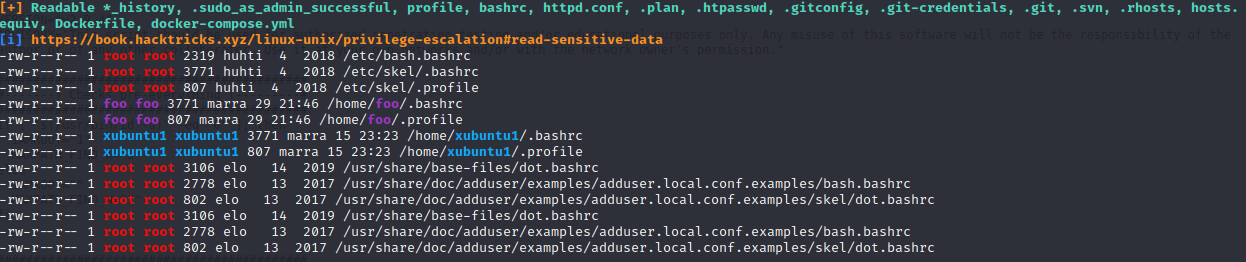 [+] Readable *_history, .sudo_as_admin_successful, profile, bashrc, httpd.conf, .plan, .htpasswd, .gitconfig, .git-credentials, .git, .svn, .rhosts, hosts.
equiv, Dockerfile, docker-compose.yml
[i] https://book.hacktricks.xyz/linux-unix/privilege-escalation#read-sensitive-data
-rw-r--r-- 1 root root 2319 huhti  4  2018 /etc/bash.bashrc
-rw-r--r-- 1 root root 3771 huhti  4  2018 /etc/skel/.bashrc
-rw-r--r-- 1 root root 807 huhti  4  2018 /etc/skel/.profile
-rw-r--r-- 1 foo foo 3771 marra 29 21:46 /home/foo/.bashrc
-rw-r--r-- 1 foo foo 807 marra 29 21:46 /home/foo/.profile
-rw-r--r-- 1 xubuntu1 xubuntu1 3771 marra 15 23:23 /home/xubuntu1/.bashrc
-rw-r--r-- 1 xubuntu1 xubuntu1 807 marra 15 23:23 /home/xubuntu1/.profile
-rw-r--r-- 1 root root 3106 elo   14  2019 /usr/share/base-files/dot.bashrc
-rw-r--r-- 1 root root 2778 elo   13  2017 /usr/share/doc/adduser/examples/adduser.local.conf.examples/bash.bashrc
-rw-r--r-- 1 root root 802 elo   13  2017 /usr/share/doc/adduser/examples/adduser.local.conf.examples/skel/dot.bashrc
-rw-r--r-- 1 root root 3106 elo   14  2019 /usr/share/base-files/dot.bashrc
-rw-r--r-- 1 root root 2778 elo   13  2017 /usr/share/doc/adduser/examples/adduser.local.conf.examples/bash.bashrc
-rw-r--r-- 1 root root 802 elo   13  2017 /usr/share/doc/adduser/examples/adduser.local.conf.examples/skel/dot.bashrc